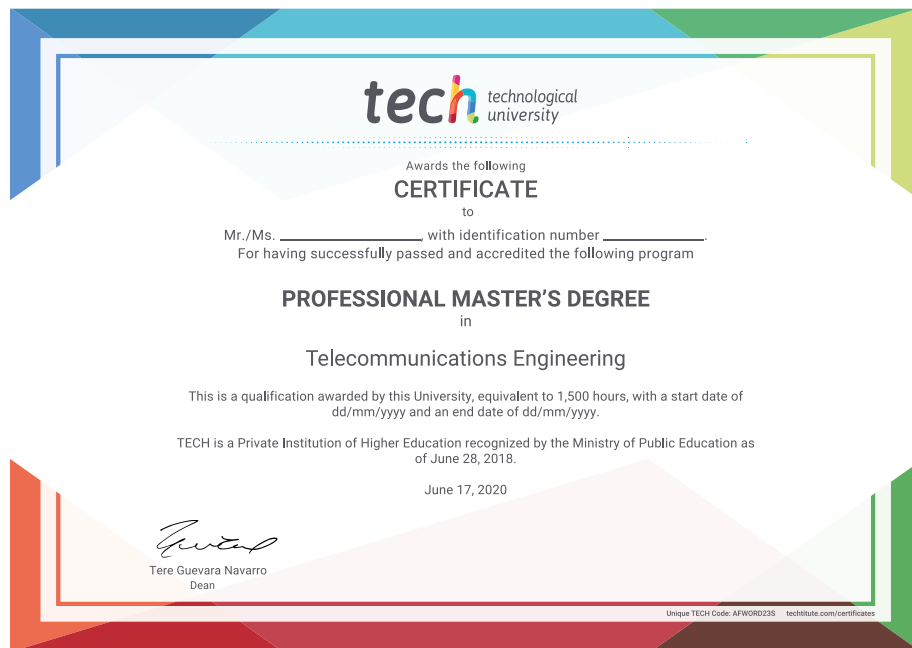 tech technological
university
Awards the following
CERTIFICATE
to
Mr./Ms. ____________________, with identification number ______________.
For having successfully passed and accredited the following program
PROFESSIONAL MASTER'S DEGREE
in
Telecommunications Engineering
This is a qualification awarded by this University, equivalent to 1,500 hours, with a start date of
dd/mm/yyyy and an end date of dd/mm/yyyy.
TECH is a Private Institution of Higher Education recognized by the Ministry of Public Education as
of June 28, 2018.
June 17, 2020
Tere Guevara Navarro
Dean
Unique TECH Code: AFWORD23S techtitute.com/certificates